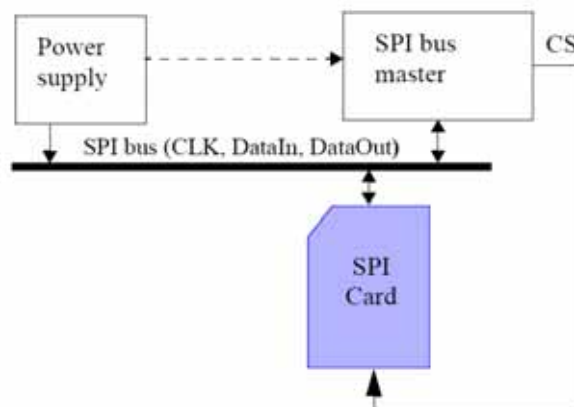 Power
supply
SPI bus
master
CS
SPI bus (CLK, DataIn, DataOut)
SPI
Card